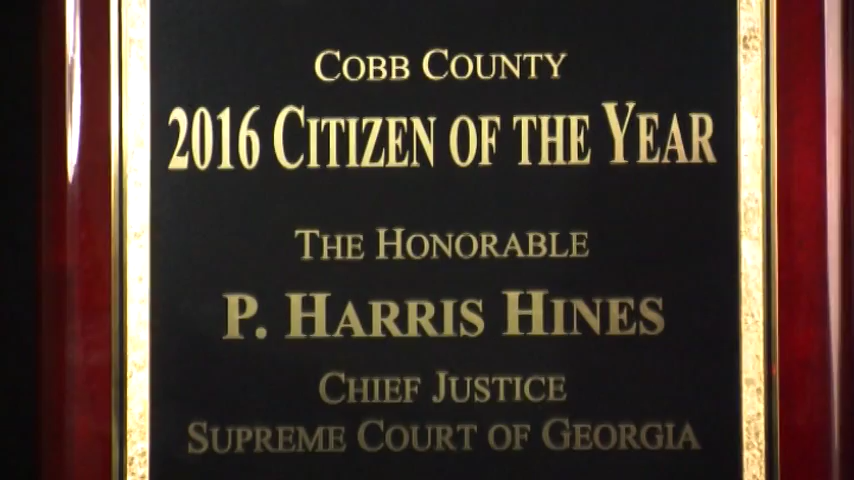 Cobb County
2016 Citizen of the Year
The Honorable
P. Harris Hines
Chief Justice
Supreme Court of Georgia